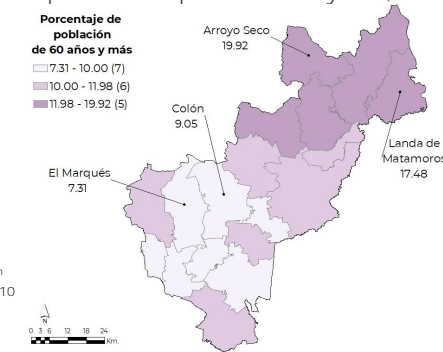 Porcentaje de
población
de 60 años y más
7.31 - 10.00 (7)
10.00 - 11.98 (6)
11.98 - 19.92 (5)
Arroyo Seco
19.92
Colón
9.05
El Marqués
7.31
Landa de
Matamoros
17.48
10
N
0 3 6 12 18 24
Km.